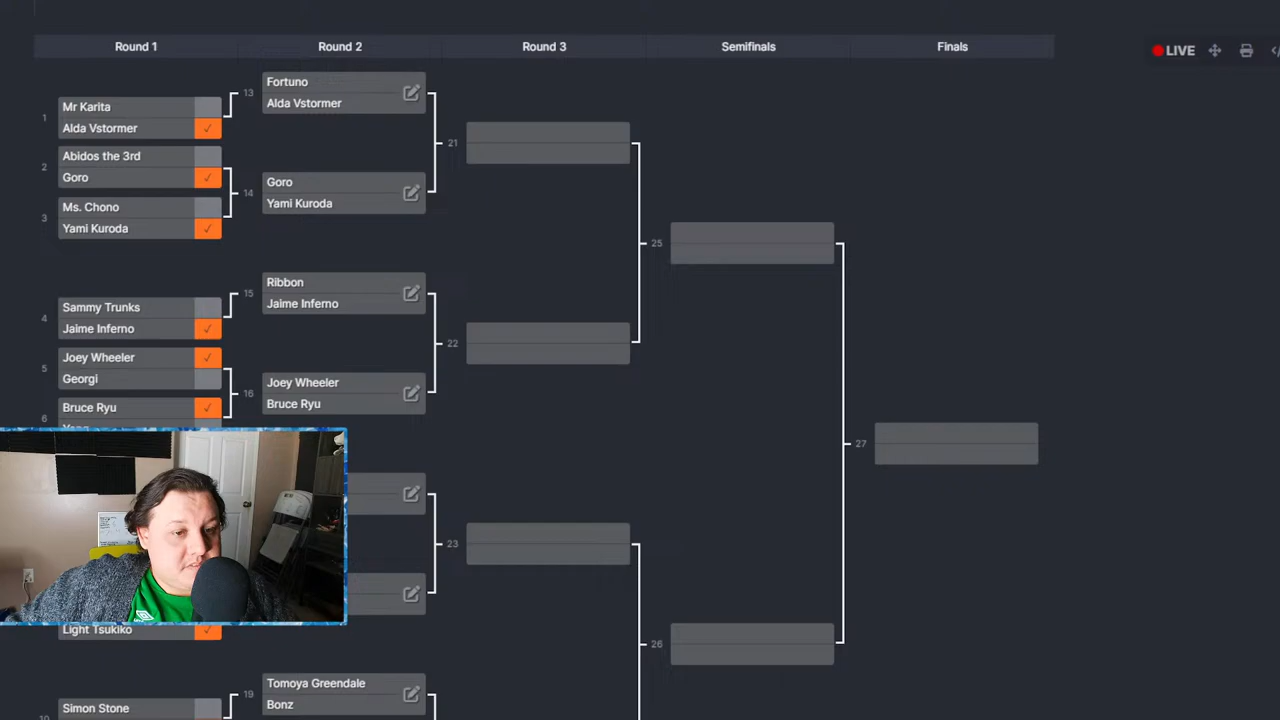 Round 1
Round 2
Round 3
Semifinals
Finals
LIVE
1
Mr Karita
Alda Vstormer
2
Abidos the 3rd
Goro
3
Ms. Chono
Yami Kuroda
4
Sammy Trunks
Jaime Inferno
5
Joey Wheeler
Georgi
6
Bruce Ryu
Light Tsukiko
10
Simon Stone
13
Fortuno
Alda Vstormer
14
Goro
Yami Kuroda
15
Ribbon
Jaime Inferno
16
Joey Wheeler
Bruce Ryu
19
Tomoya Greendale
Bonz
21
22
23
25
26
27